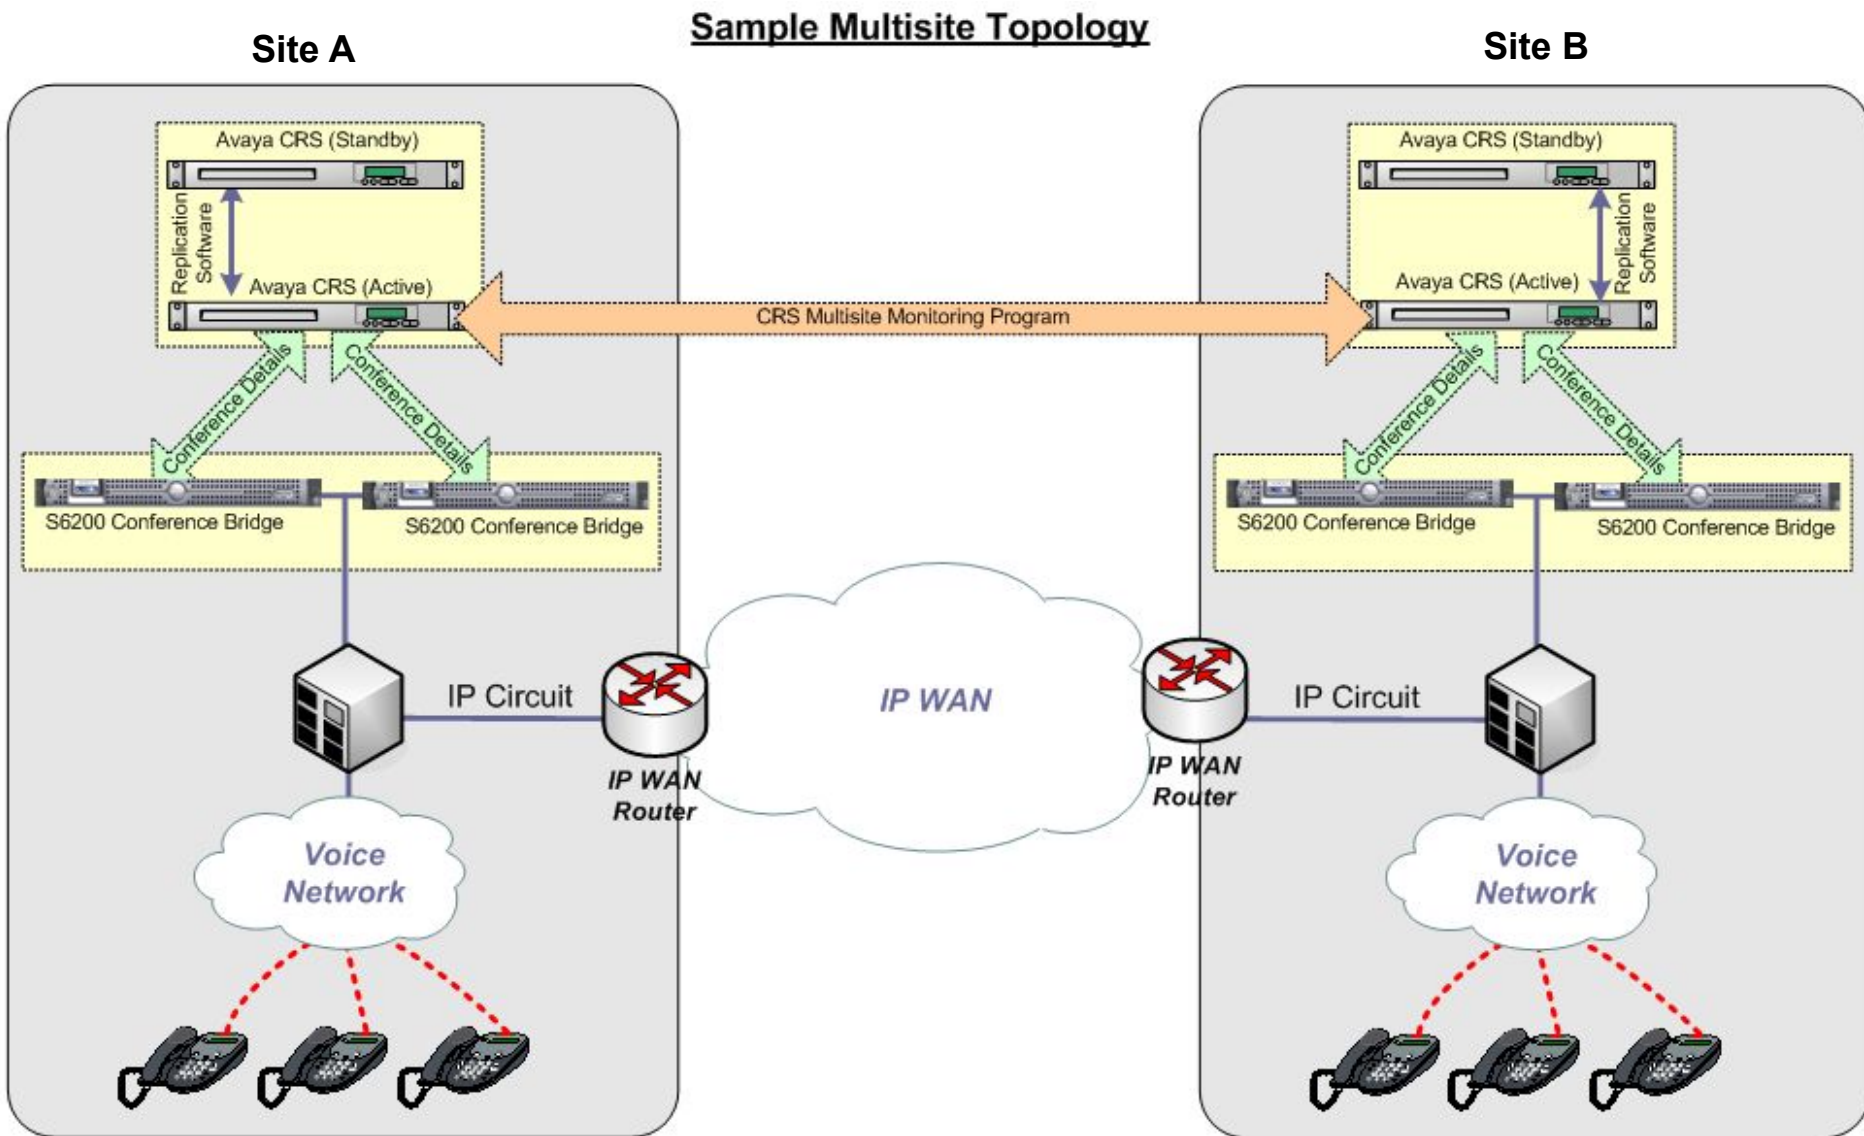 Sample Multisite Topology
Site A
Site B
Avaya CRS (Standby)
Replication
Software
Avaya CRS (Active)
Conference Details
Conference Details
S6200 Conference Bridge
S6200 Conference Bridge
CRS Multisite Monitoring Program
Avaya CRS (Standby)
Replication
Software
Avaya CRS (Active)
Conference Details
Conference Details
S6200 Conference Bridge
S6200 Conference Bridge
IP Circuit
IP WAN
Router
IP WAN
IP WAN
Router
IP Circuit
Voice
Network
Voice
Network